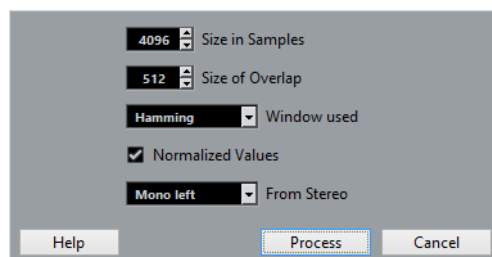 4096 Size in Samples
512 Size of Overlap
Hamming Window used
Normalized Values
Mono left From Stereo
Help Process Cancel